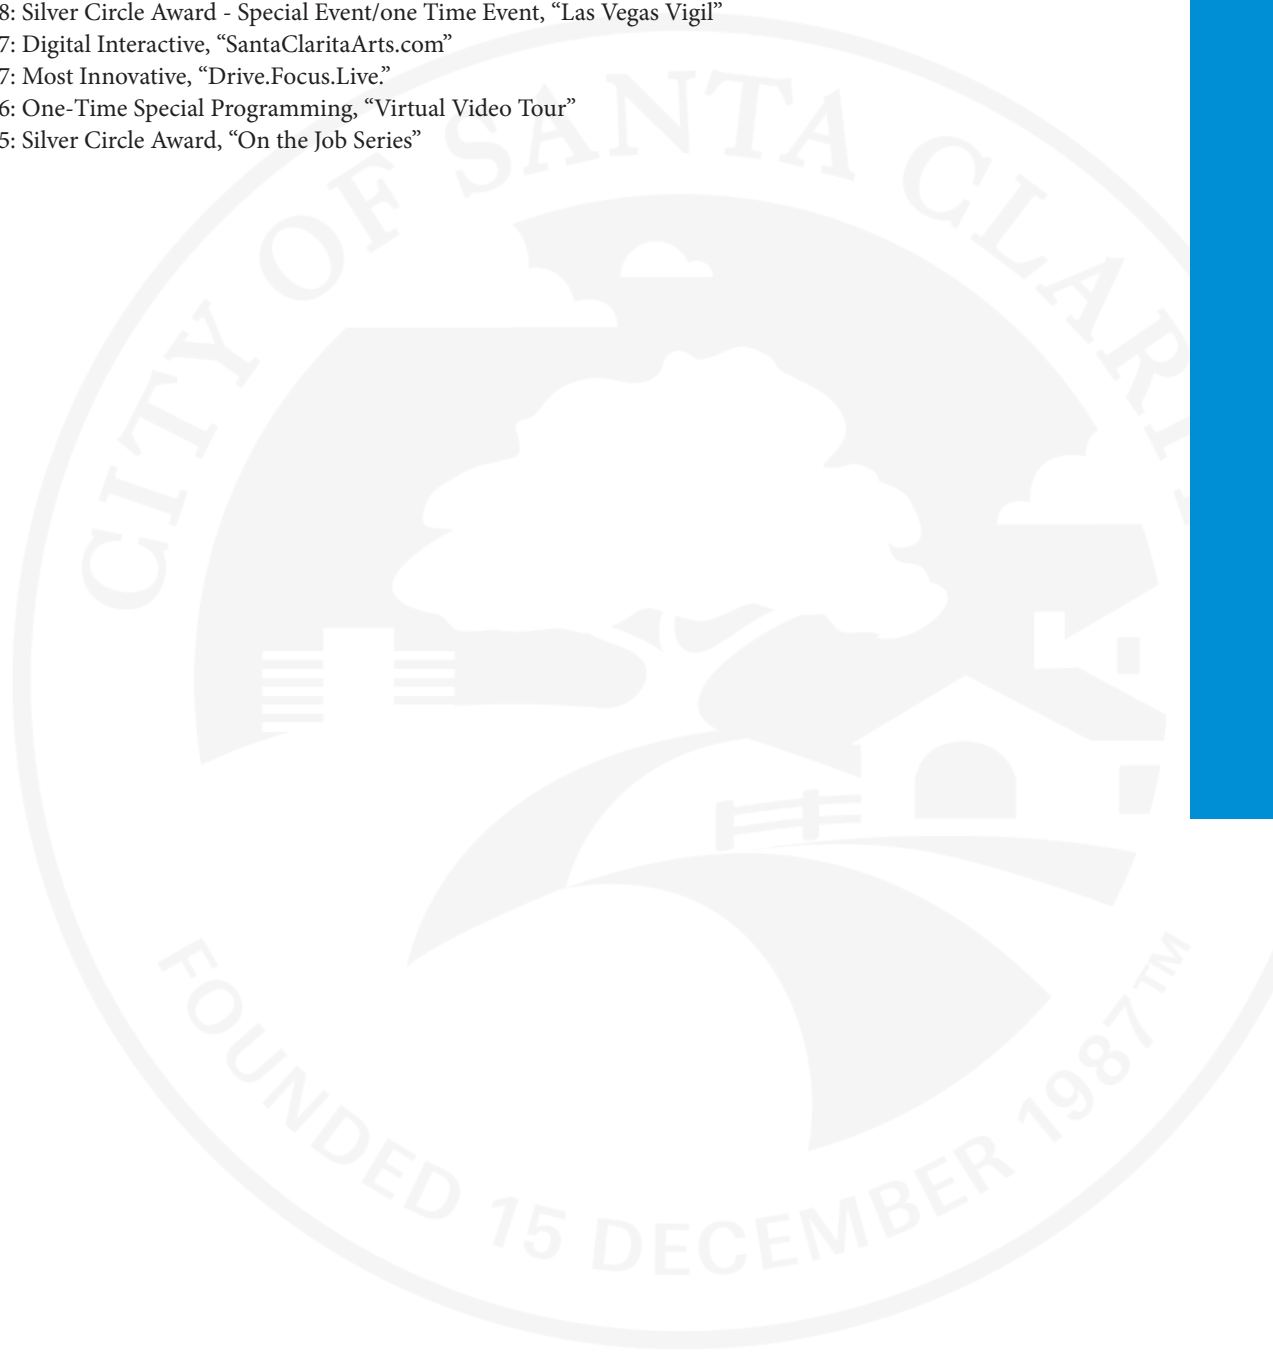 8: Silver Circle Award - Special Event/one Time Event, “Las Vegas Vigil”
7: Digital Interactive, “SantaClaritaArts.com”
7: Most Innovative, “Drive.Focus.Live.”
6: One-Time Special Programming, “Virtual Video Tour”
5: Silver Circle Award, “On the Job Series”
CITY OF SANTA CLARI
FOUNDED 15 DECEMBER 1987™